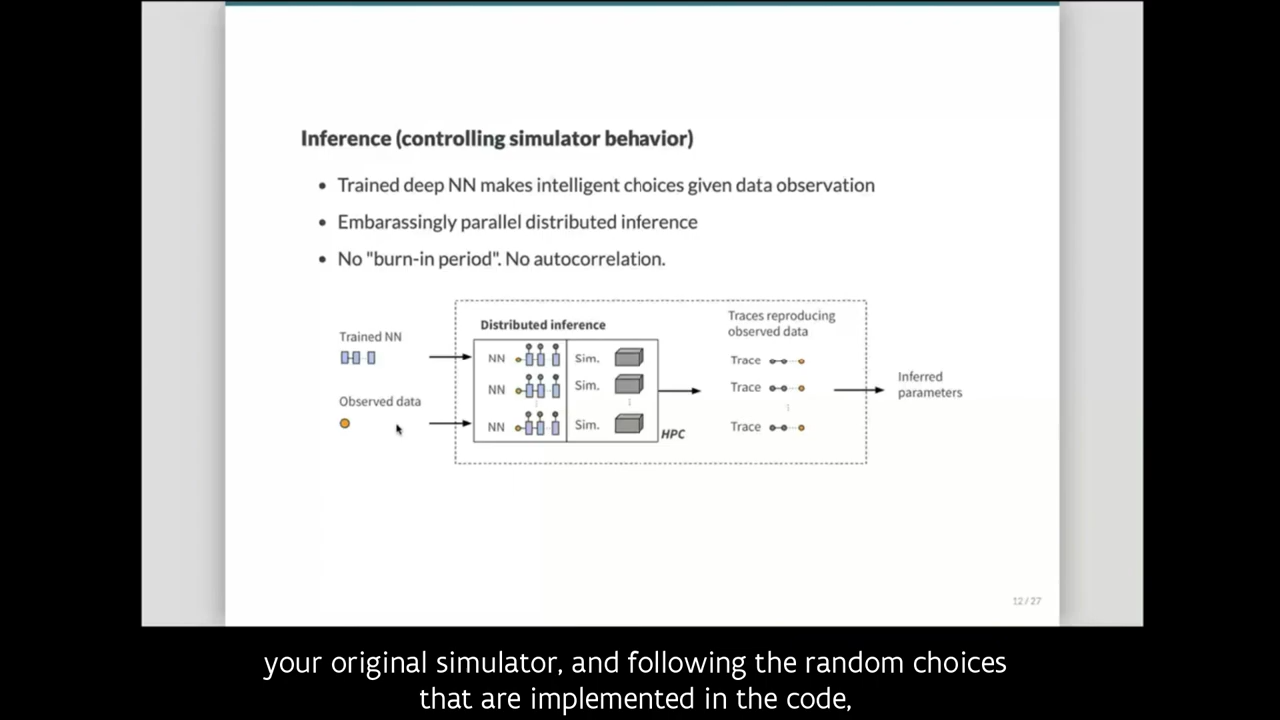 Inference (controlling simulator behavior)
• Trained deep NN makes intelligent choices given data observation
• Embarassingly parallel distributed inference
• No "burn-in period". No autocorrelation.
Trained NN
Observed data
Distributed inference
NN Sim.
NN Sim.
NN Sim.
HPC
Traces reproducing
observed data
Trace
Trace
Trace
Inferred
parameters
12 / 27
your original simulator, and following the random choices
that are implemented in the code,